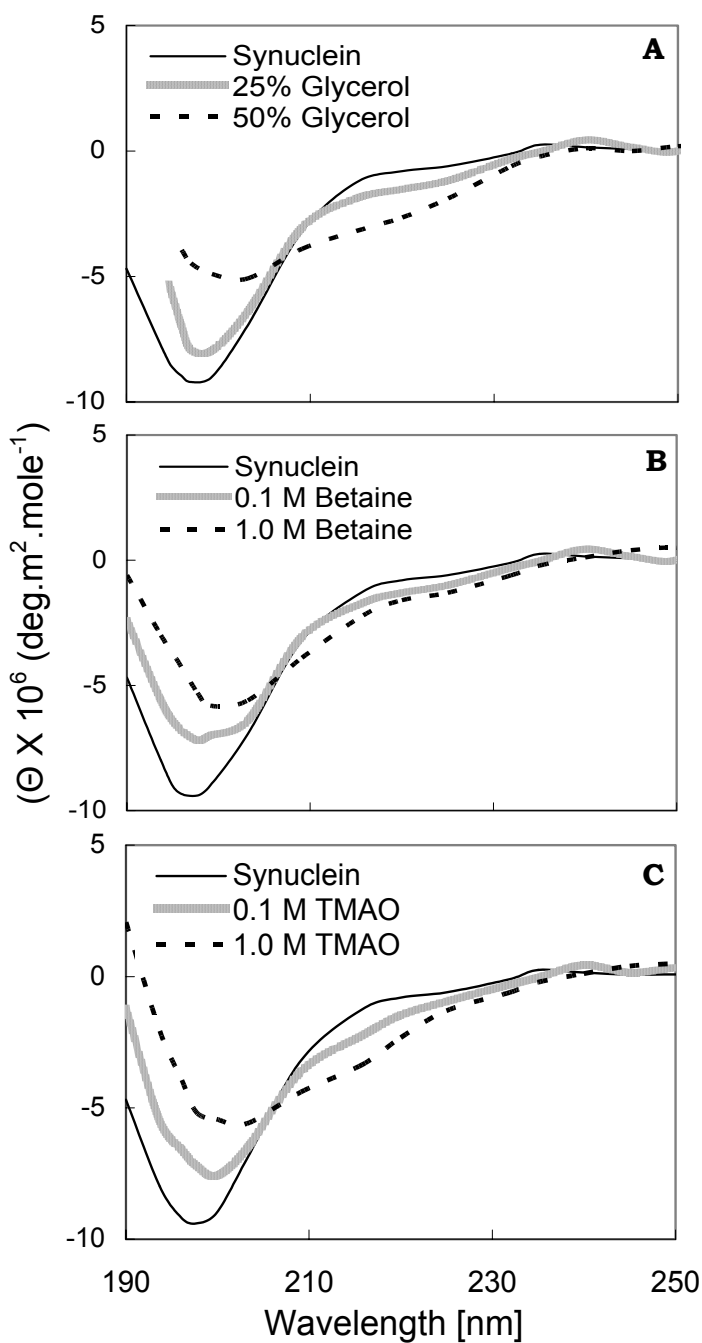 5
Synuclein
A
25% Glycerol
50% Glycerol
0
-5
-10
5
Synuclein
B
0.1 M Betaine
1.0 M Betaine
0
-5
-10
5
Synuclein
C
0.1 M TMAO
1.0 M TMAO
0
-5
-10
190 210 230 250
Wavelength [nm]
(Θ X 10⁶ (deg.m².mole⁻¹)